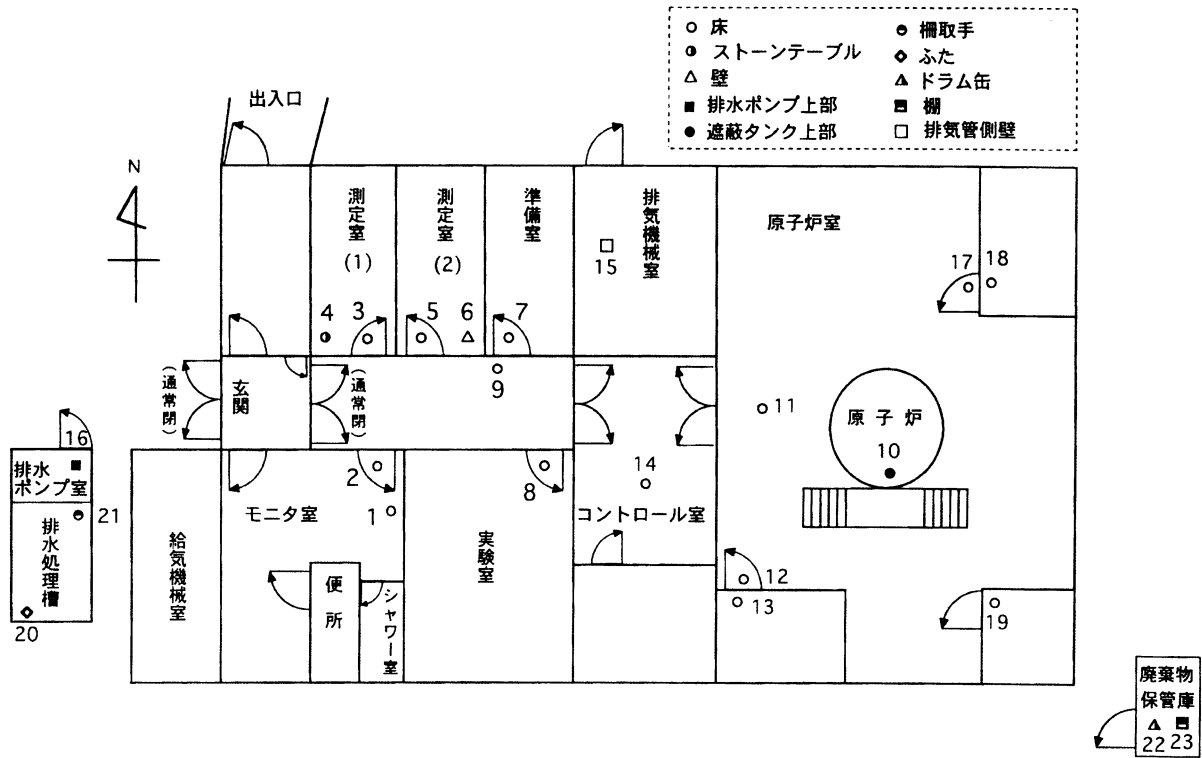 床
ストーンテーブル
壁
排水ポンプ上部
遮蔽タンク上部
柵取手
ふた
ドラム缶
棚
排気管側壁
出入口
N
測定室
(1)
測定室
(2)
準備室
排気機械室
原子炉室
15
17
18
4
3
5
6
7
9
(通常閉)
玄関
(通常閉)
11
原子炉
10
16
排水
ポンプ室
21
排水処理槽
20
給気機械室
モニタ室
2
1
便所
シャワー室
実験室
8
14
コントロール室
12
13
19
廃棄物
保管庫
22 23